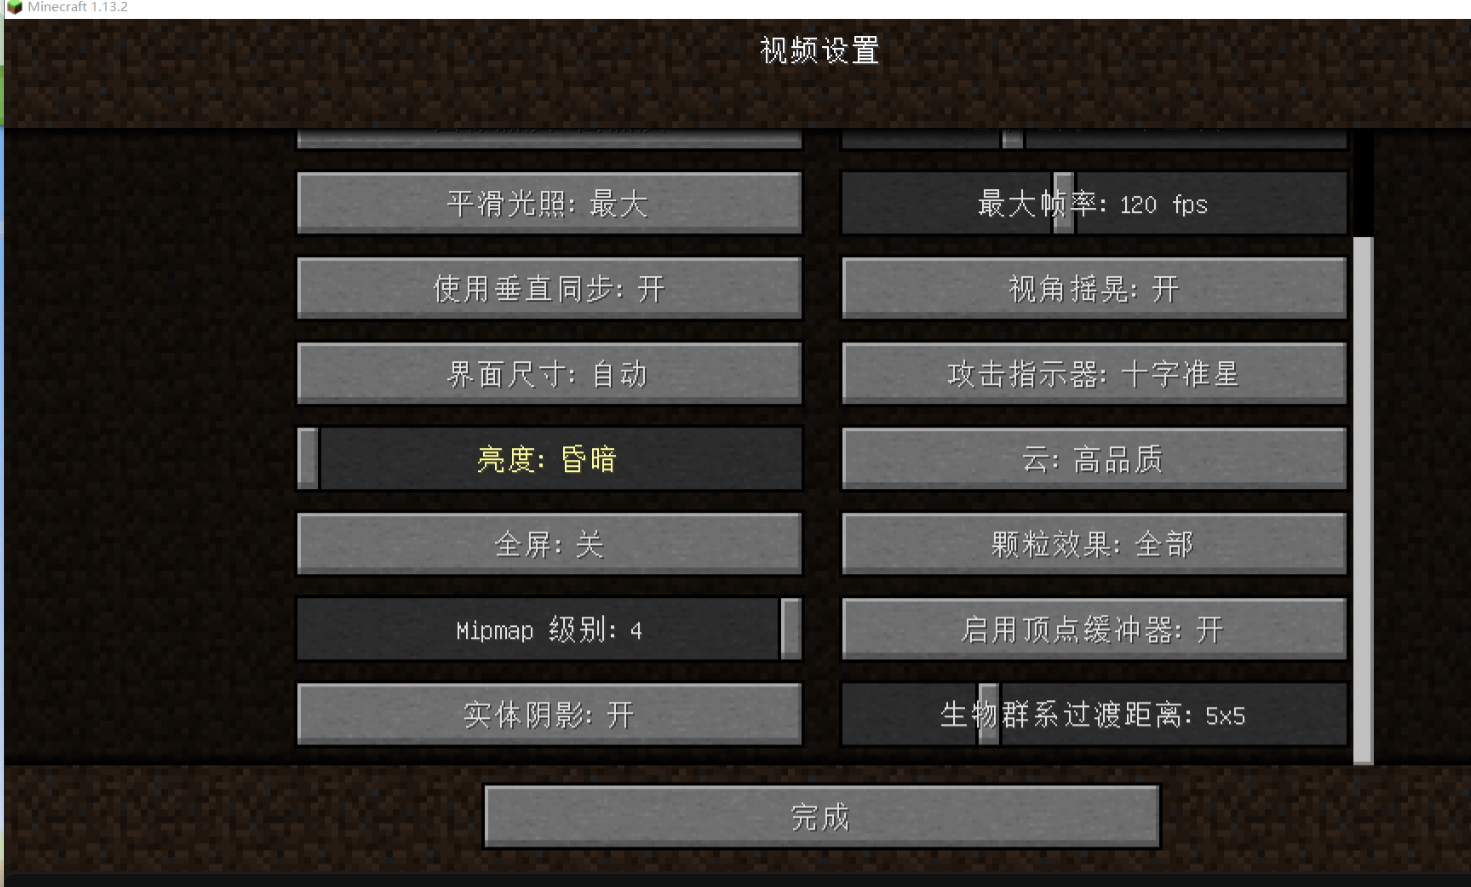 Minecraft 1.13.2
视频设置
平滑光照: 最大
最大帧率: 120 fps
使用垂直同步: 开
视角摇晃: 开
界面尺寸: 自动
攻击指示器: 十字准星
亮度: 昏暗
云: 高品质
全屏: 关
颗粒效果: 全部
Mipmap 级别: 4
启用顶点缓冲器: 开
实体阴影: 开
生物群系过渡距离: 5x5
完成